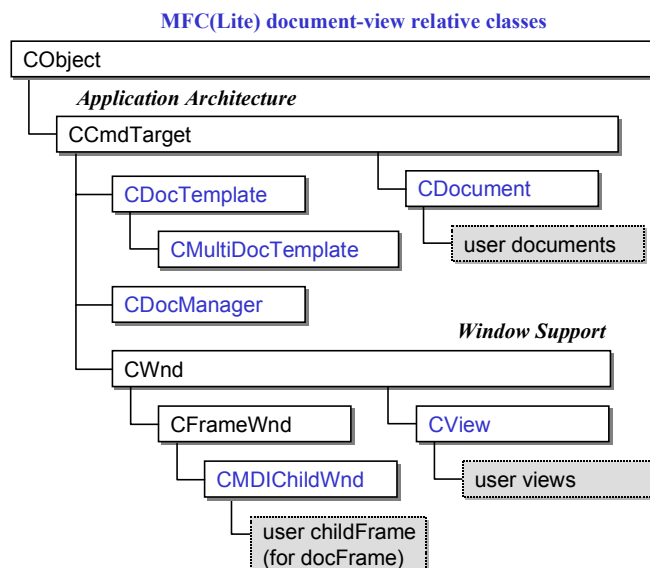 MFC(Lite) document-view relative classes
CObject
Application Architecture
CCmdTarget
CDocTemplate
CDocument
CMultiDocTemplate
user documents
CDocManager
Window Support
CWnd
CFrameWnd
CView
CMDIChildWnd
user views
user childFrame
(for docFrame)